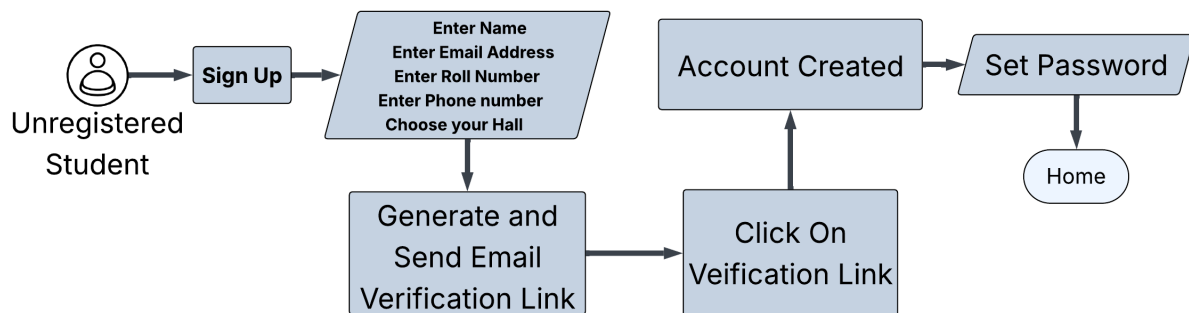 Unregistered
Student
Sign Up
Enter Name
Enter Email Address
Enter Roll Number
Enter Phone number
Choose your Hall
Generate and
Send Email
Verification Link
Click On
Veification Link
Account Created
Set Password
Home